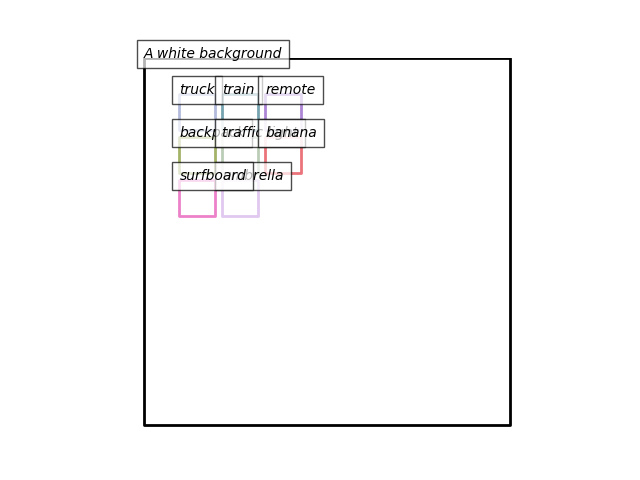 A white background
truck train remote
backpack traffic light banana
surfboard umbrella